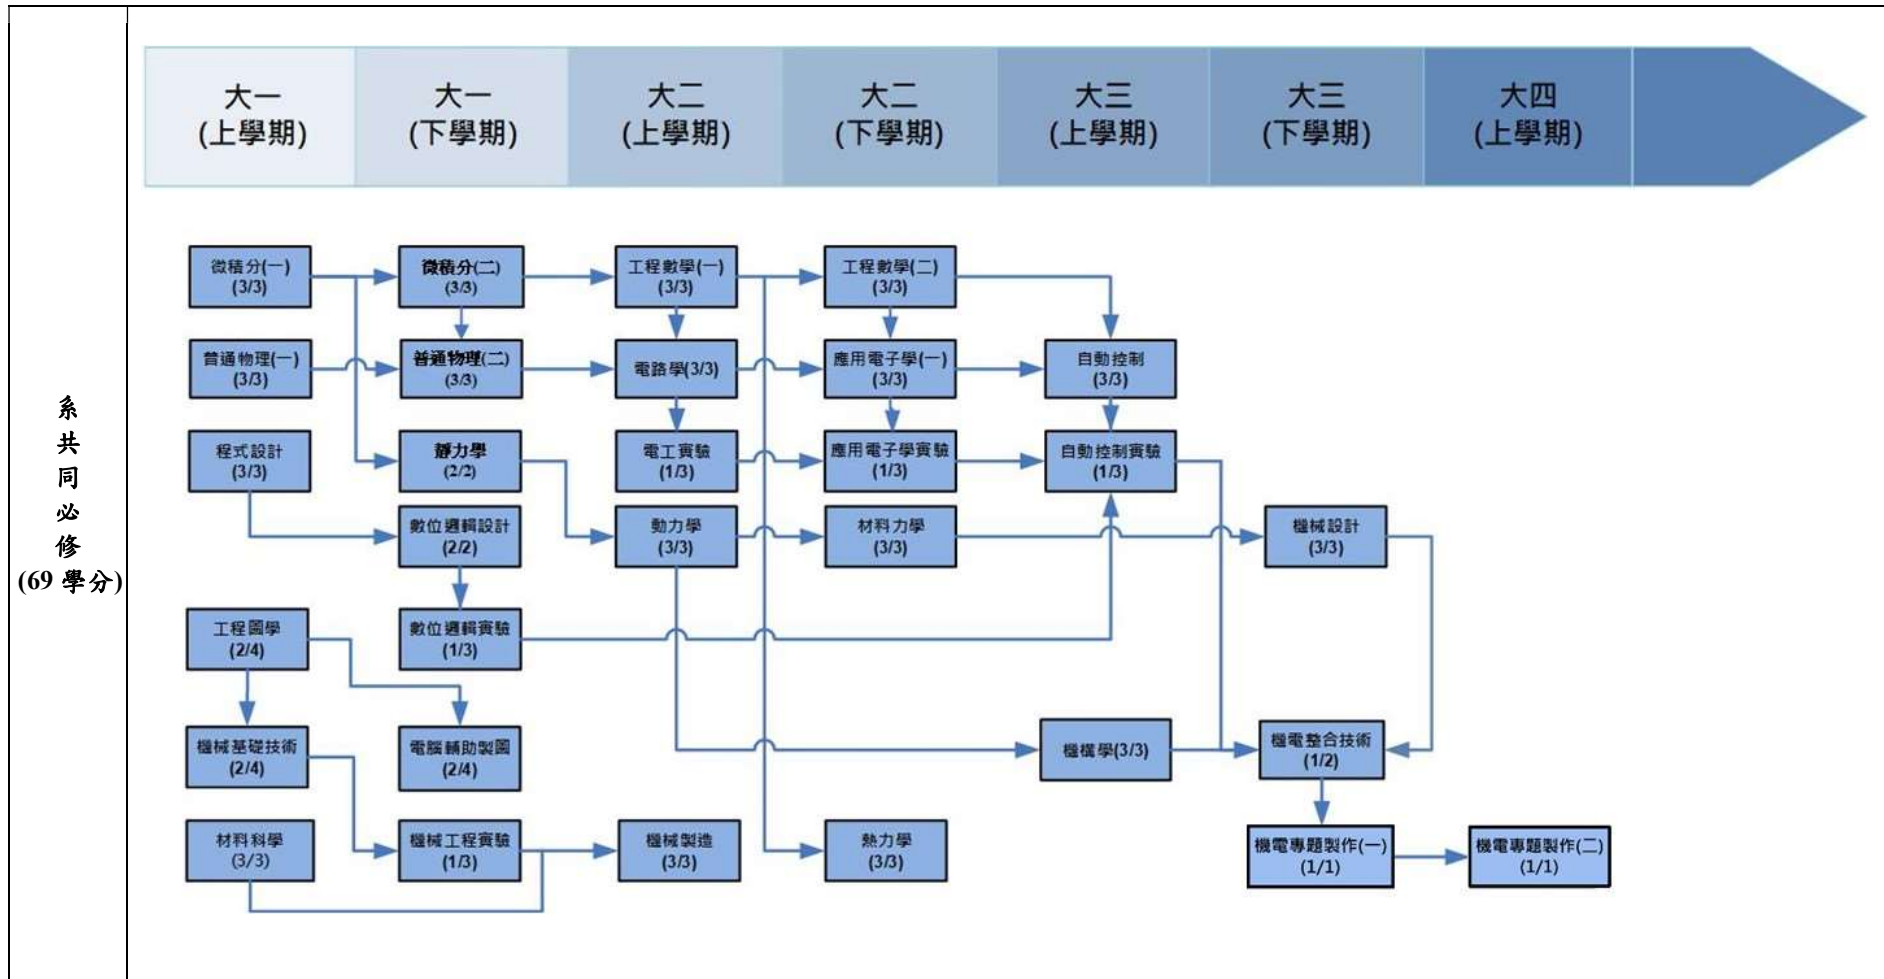 系
共
同
必
修
(69 學分)
大一
(上學期)
大一
(下學期)
大二
(上學期)
大二
(下學期)
大三
(上學期)
大三
(下學期)
大四
(上學期)
微積分(一)
(3/3)
微積分(二)
(3/3)
工程數學(一)
(3/3)
工程數學(二)
(3/3)
普通物理(一)
(3/3)
普通物理(二)
(3/3)
電路學(3/3)
應用電子學(一)
(3/3)
自動控制
(3/3)
程式設計
(3/3)
靜力學
(2/2)
電工實驗
(1/3)
應用電子學實驗
(1/3)
自動控制實驗
(1/3)
數位邏輯設計
(2/2)
動力學
(3/3)
材料力學
(3/3)
機械設計
(3/3)
工程圖學
(2/4)
數位邏輯實驗
(1/3)
機械基礎技術
(2/4)
電腦輔助製圖
(2/4)
機構學(3/3)
機電整合技術
(1/2)
材料科學
(3/3)
機械工程實驗
(1/3)
機械製造
(3/3)
熱力學
(3/3)
機電專題製作(一)
(1/1)
機電專題製作(二)
(1/1)